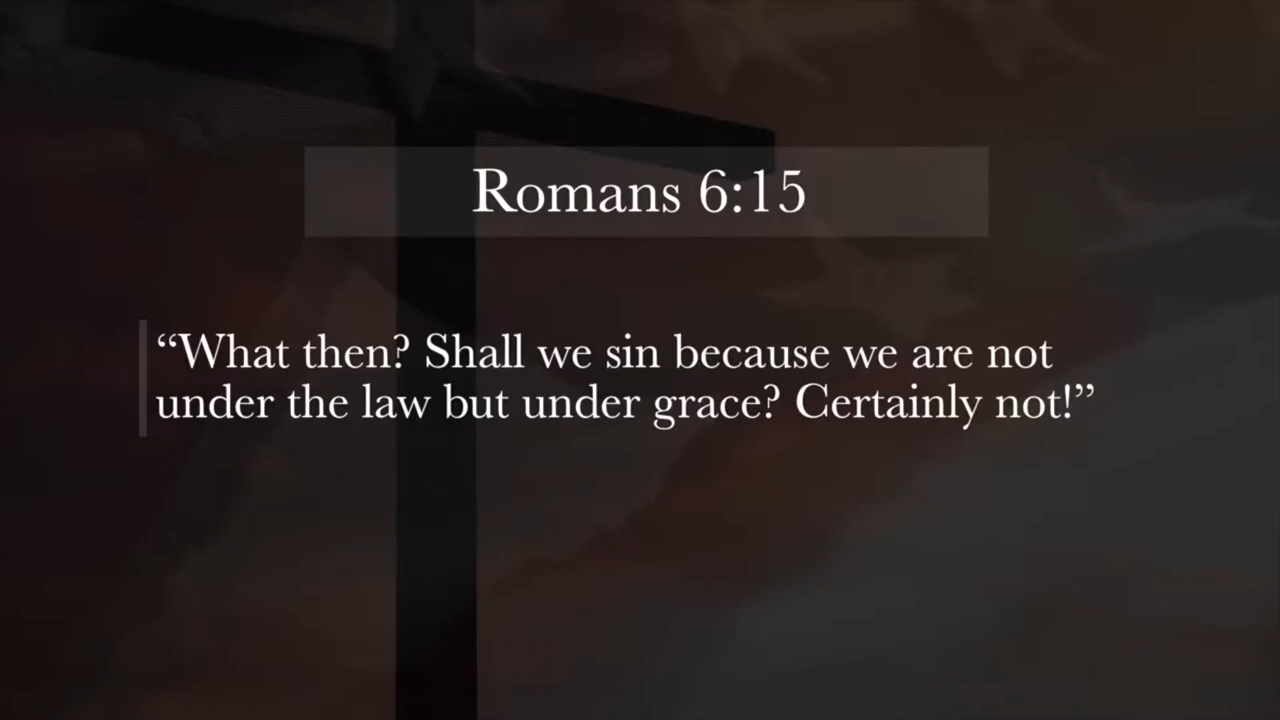 Romans 6:15
“What then? Shall we sin because we are not
under the law but under grace? Certainly not!”